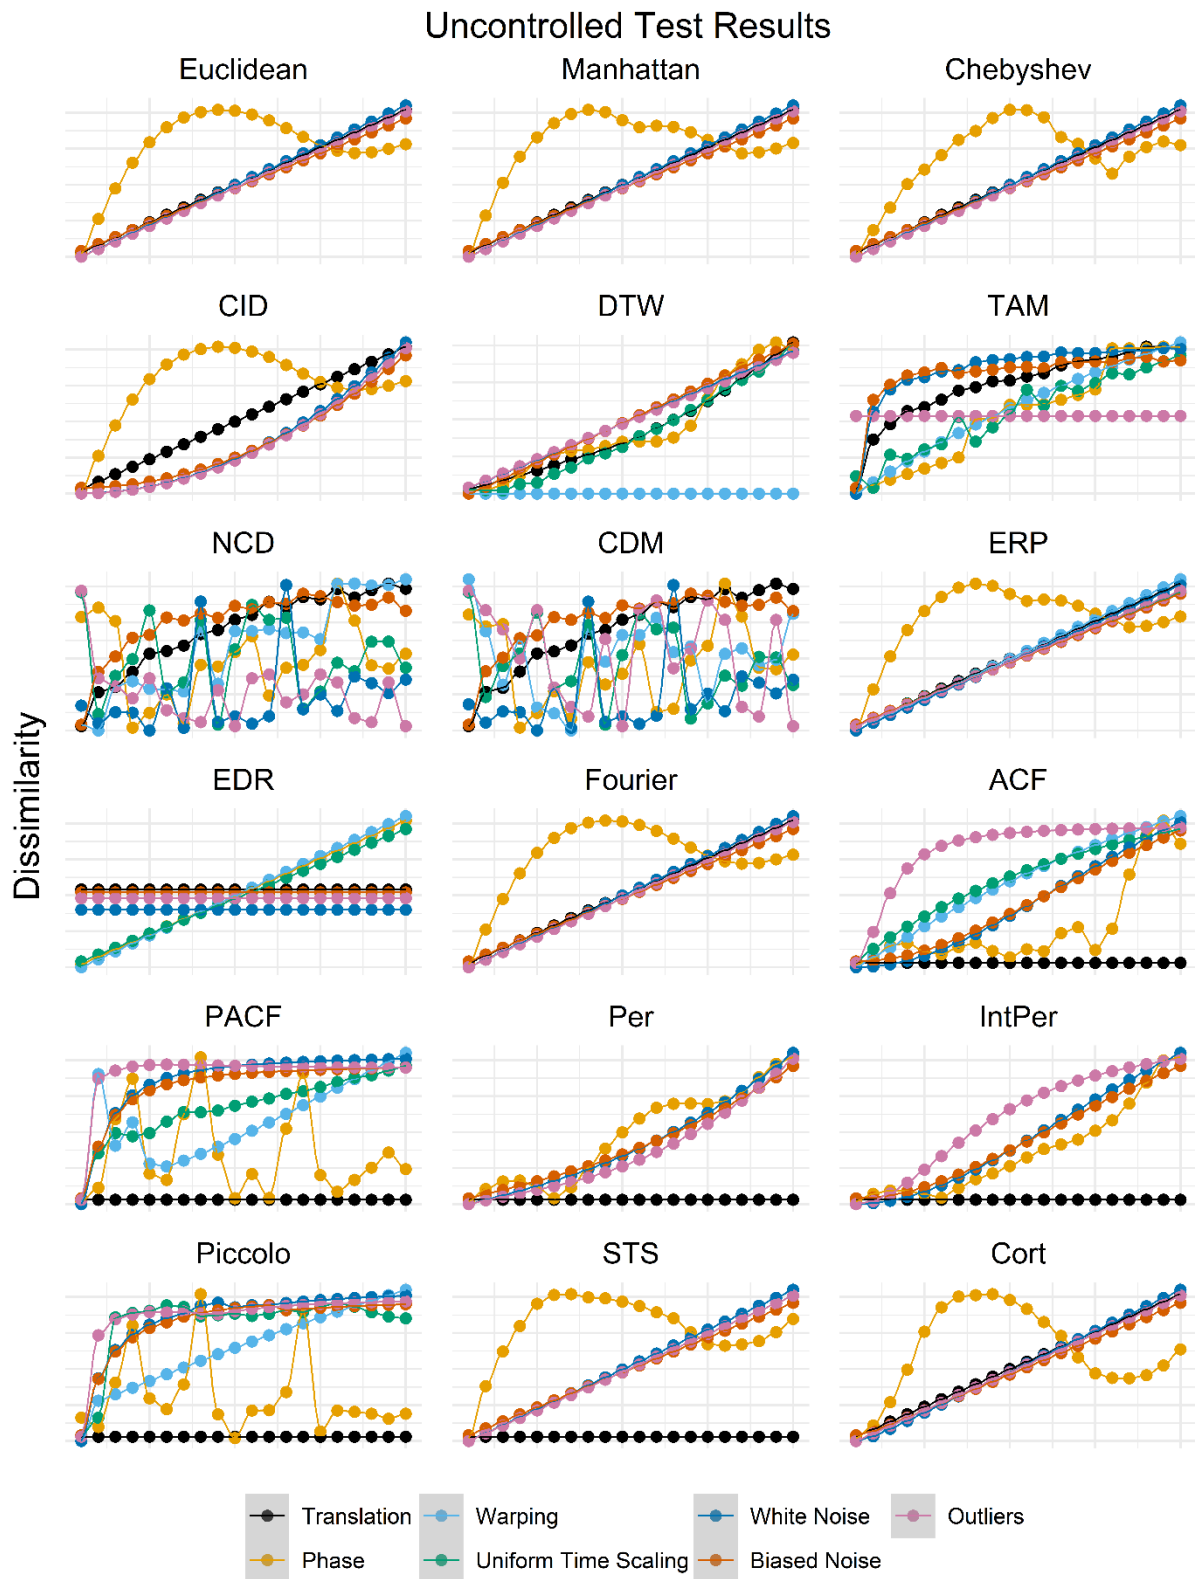 Uncontrolled Test Results
Euclidean
Manhattan
Chebyshev
CID
DTW
TAM
NCD
CDM
ERP
Dissimilarity
EDR
Fourier
ACF
PACF
Per
IntPer
Piccolo
STS
Cort
Translation
Warping
White Noise
Outliers
Phase
Uniform Time Scaling
Biased Noise